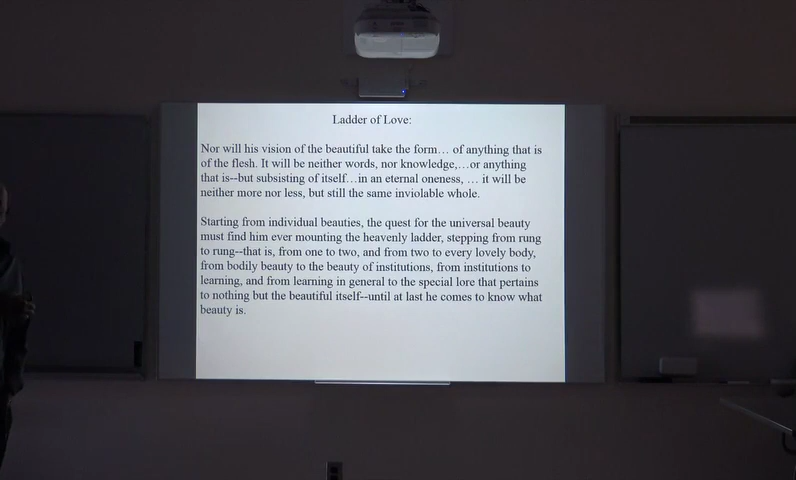 Ladder of Love:
Nor will his vision of the beautiful take the form… of anything that is
of the flesh. It will be neither words, nor knowledge,…or anything
that is--but subsisting of itself…in an eternal oneness, … it will be
neither more nor less, but still the same inviolable whole.
Starting from individual beauties, the quest for the universal beauty
must find him ever mounting the heavenly ladder, stepping from rung
to rung--that is, from one to two, and from two to every lovely body,
from bodily beauty to the beauty of institutions, from institutions to
learning, and from learning in general to the special lore that pertains
to nothing but the beautiful itself--until at last he comes to know what
beauty is.